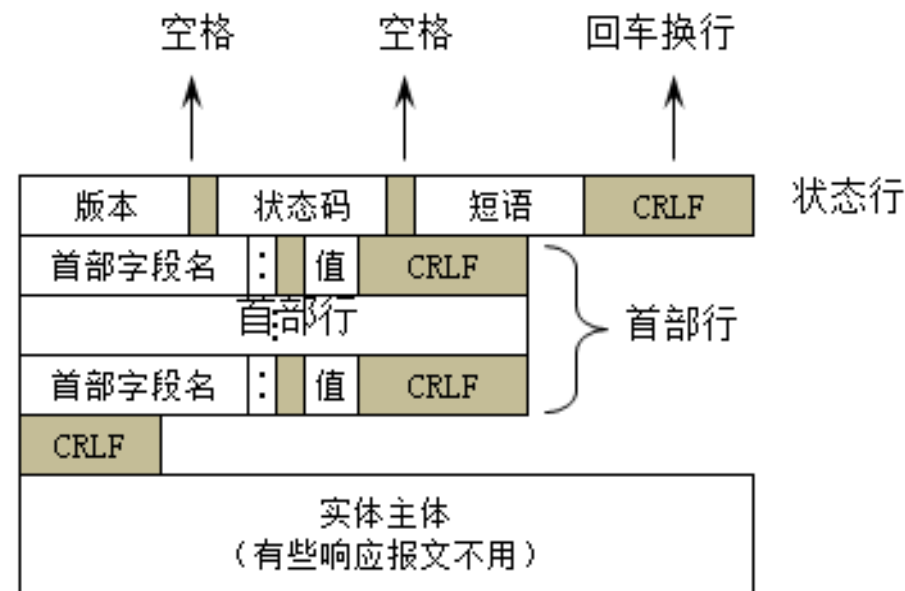 空格 空格 回车换行
版本 状态码 短语 CRLF 状态行
首部字段名 : 值 CRLF
首部行 首部行
首部字段名 : 值 CRLF
CRLF
实体主体
（有些响应报文不用）